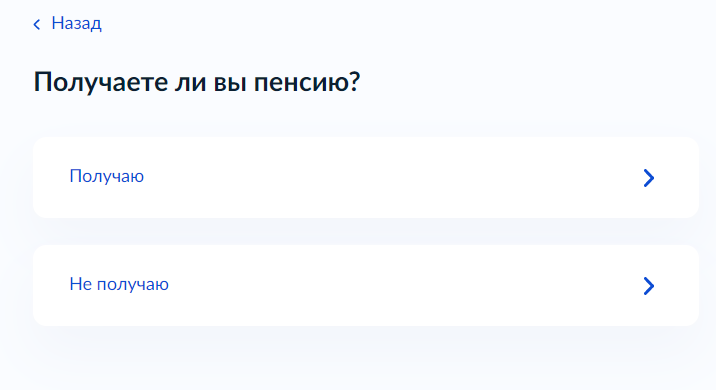 Назад
Получаете ли вы пенсию?
Получаю
Не получаю